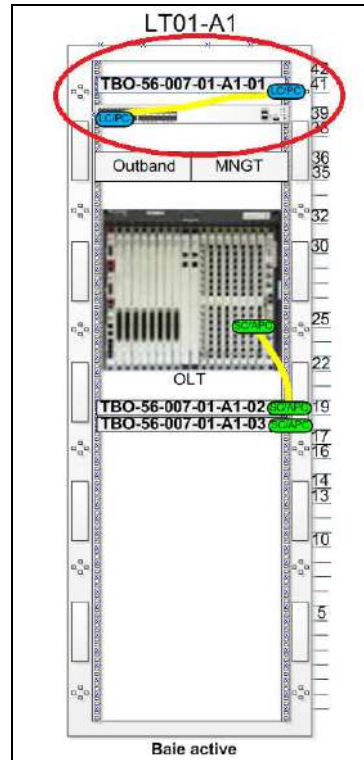 LT01-A1
42
TBO-56-007-01-A1-01 LC/PC 41
LC/PC 39
38
Outband MNGT 36
35
32
30
SC/APC 25
22
OLT
TBO-56-007-01-A1-02 SC/APC 19
TBO-56-007-01-A1-03 SC/APC
17
16
14
13
10
5
Baie active